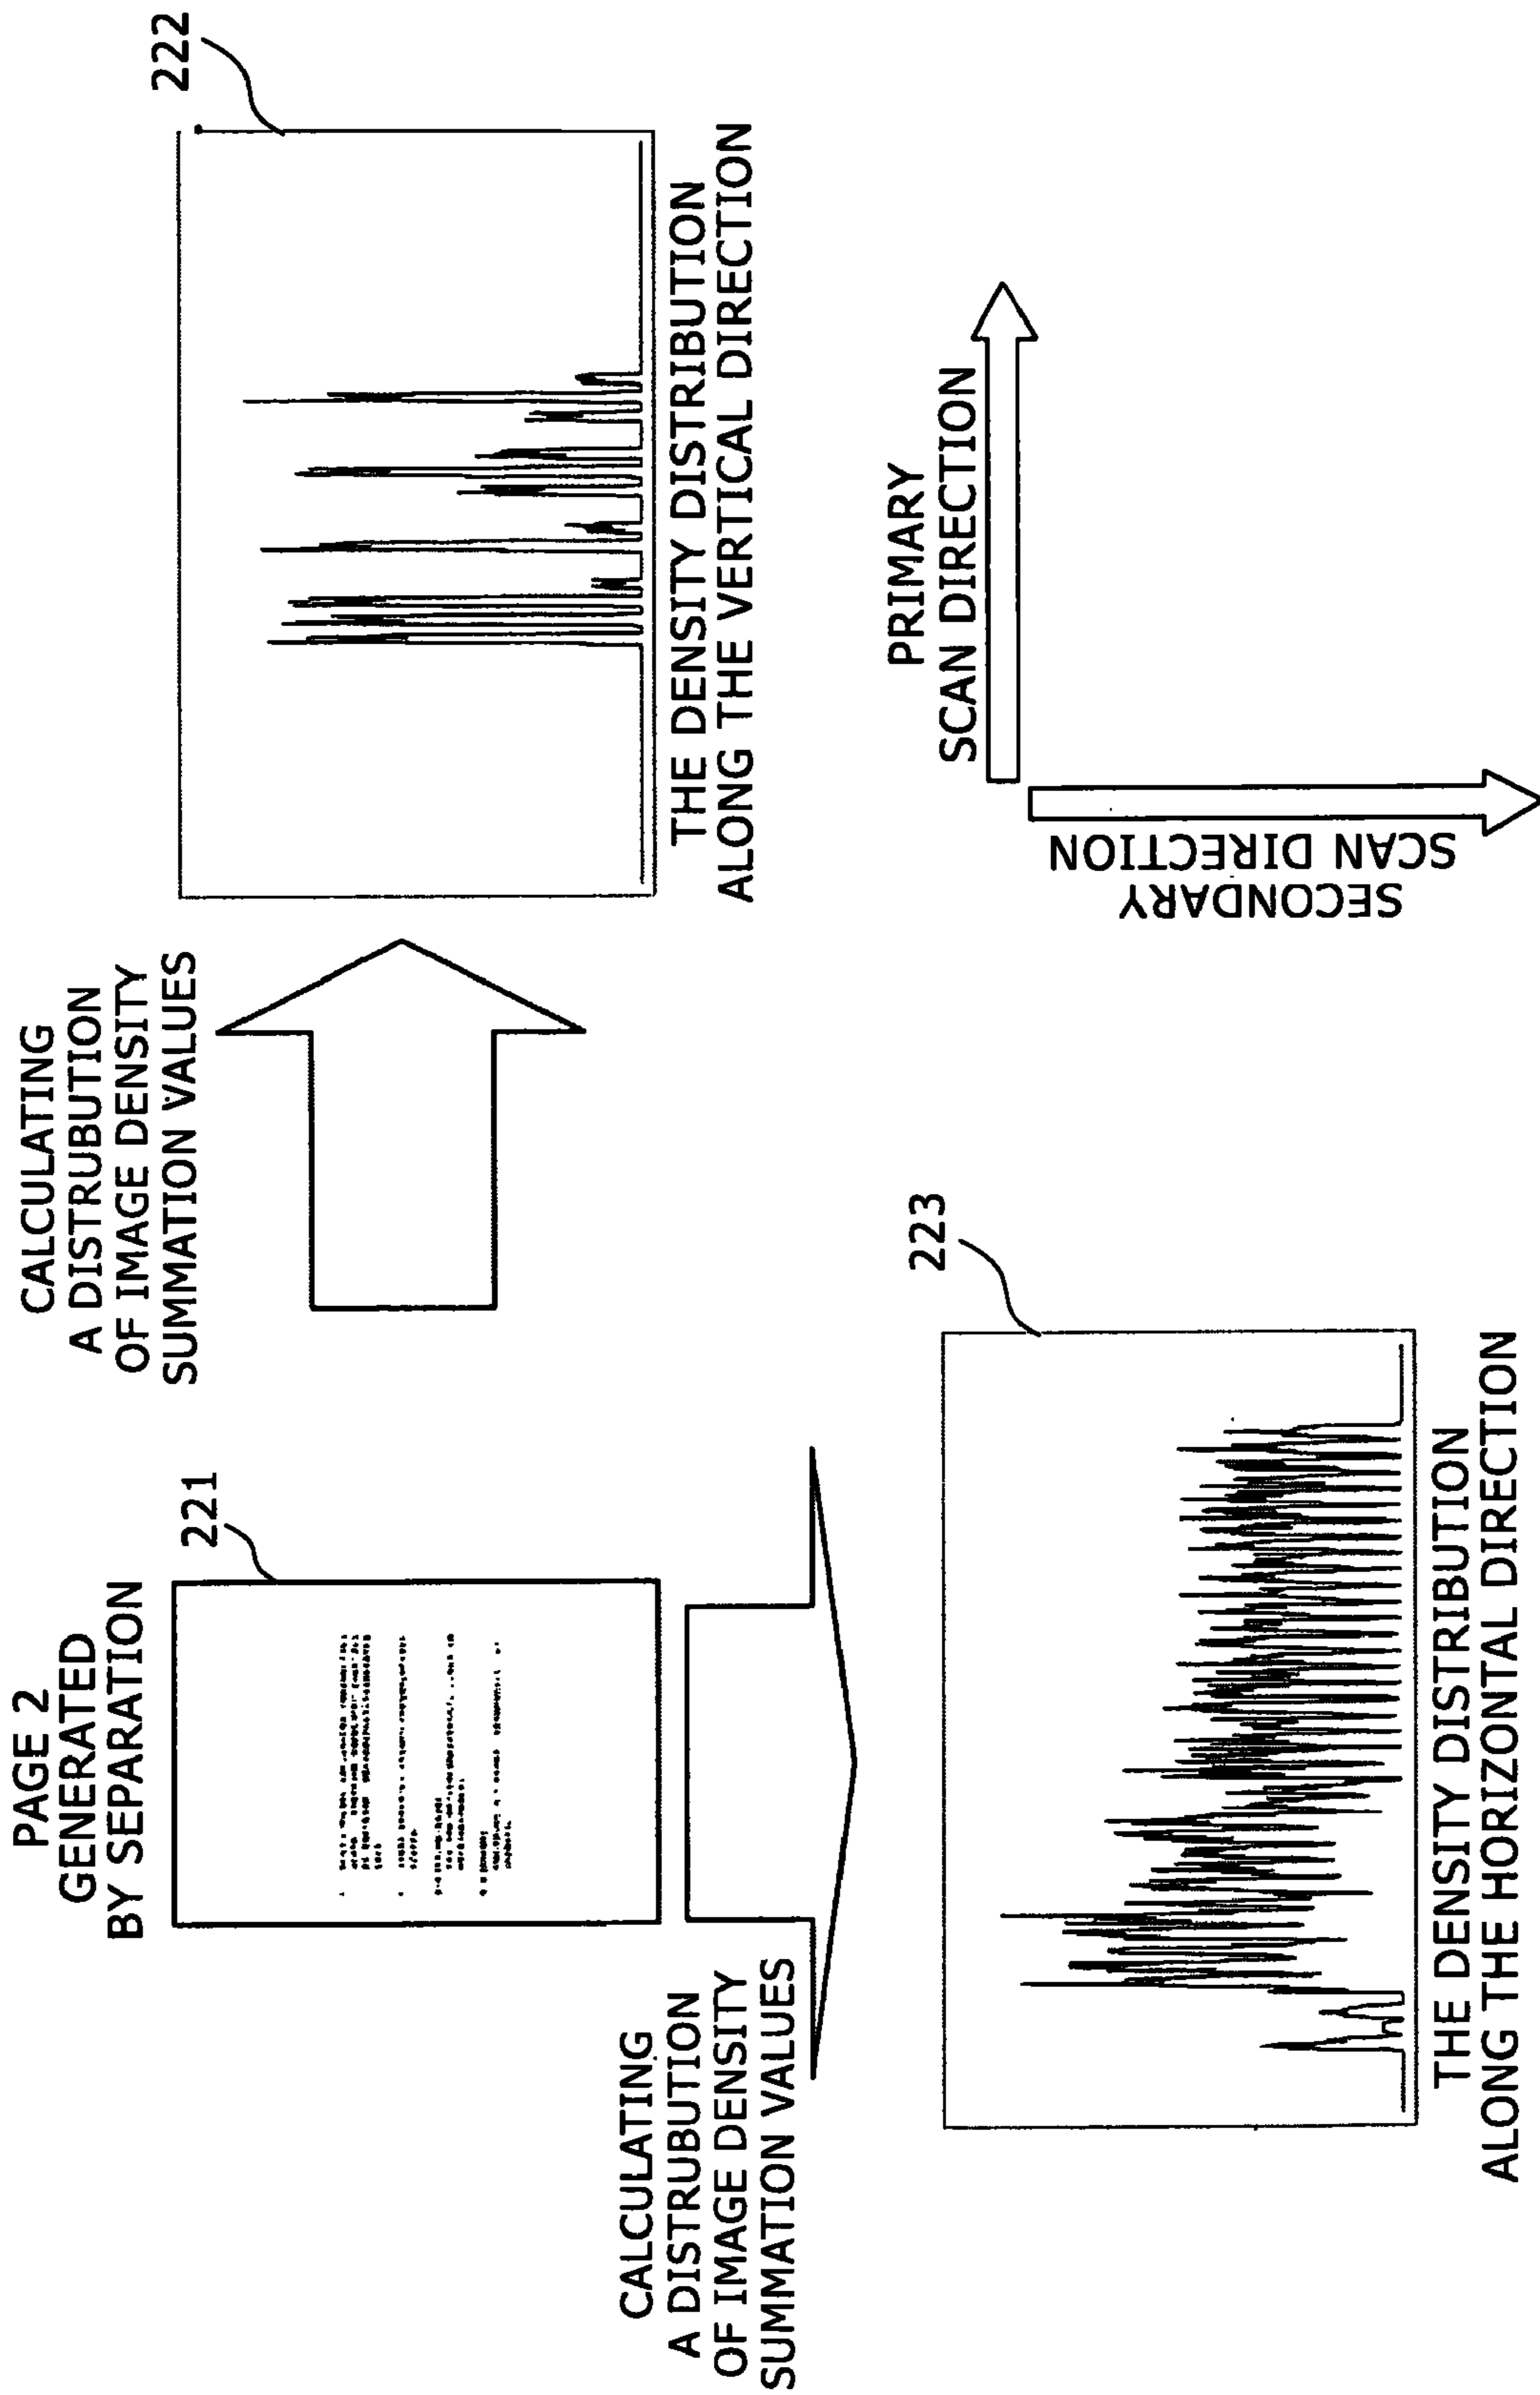 PAGE 2
GENERATED
BY SEPARATION
221
CALCULATING
A DISTRUBUTION
OF IMAGE DENSITY
SUMMATION VALUES
222
THE DENSITY DISTRIBUTION
ALONG THE VERTICAL DIRECTION
CALCULATING
A DISTRUBUTION
OF IMAGE DENSITY
SUMMATION VALUES
223
THE DENSITY DISTRIBUTION
ALONG THE HORIZONTAL DIRECTION
PRIMARY
SCAN DIRECTION
SECONDARY
SCAN DIRECTION